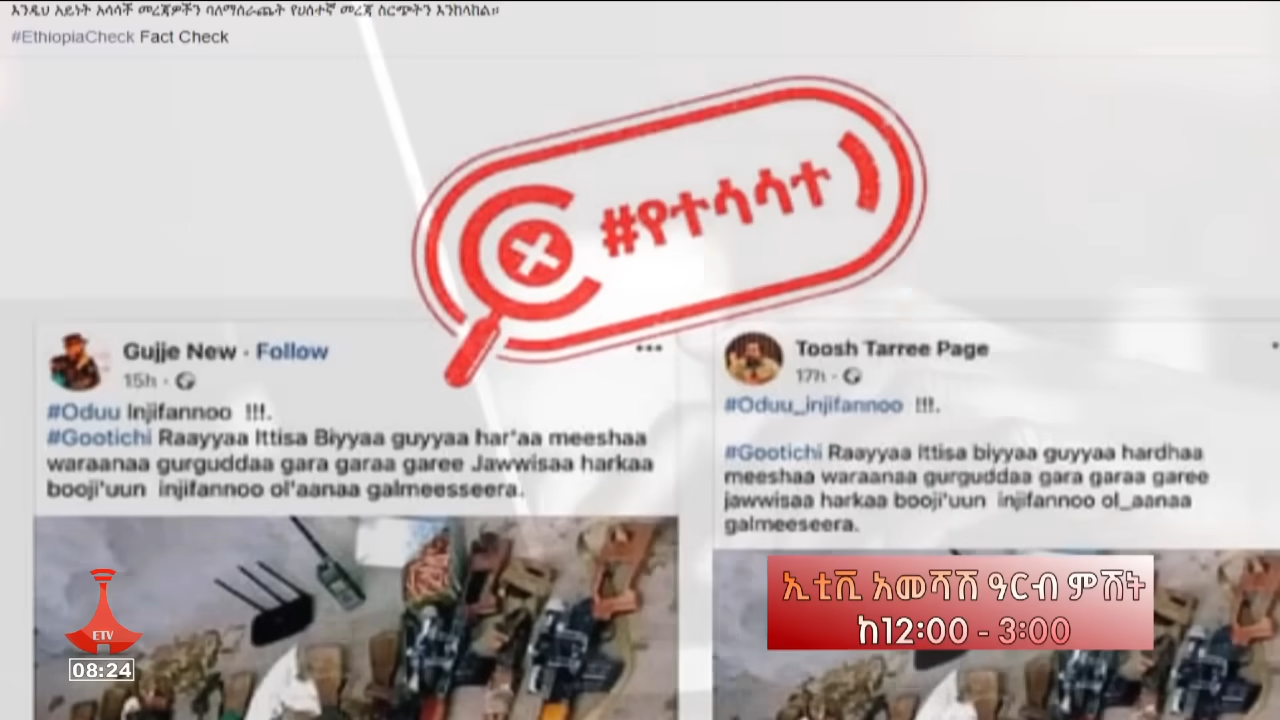 እንዲህ አይነት አሳሳች መረጃዎችን ባለማሰራጨት የሀሰተኛ መረጃ ስርጭትን እንከላከል።
#EthiopiaCheck Fact Check
#የተሳሳተ
Gujje New · Follow
15h ·
#Oduu Injifannoo !!!.
#Gootichi Raayyaa Ittisa Biyyaa guyyaa har'aa meeshaa
waraanaa gurguddaa gara garaa garee Jawwisaa harkaa
booji'uun injifannoo ol'aanaa galmeesseera.
Toosh Tarree Page
17h ·
#Oduu_injifannoo !!!.
#Gootichi Raayyaa Ittisa biyyaa guyyaa hardhaa
meeshaa waraanaa gurguddaa gara garaa garee
jawwisaa harkaa booji'uun injifannoo ol_aanaa
galmeeseera.
ኢቲቪ አመሻሽ ዓርብ ምሽት
ከ12፡00 - 3፡00
ETV
08:24